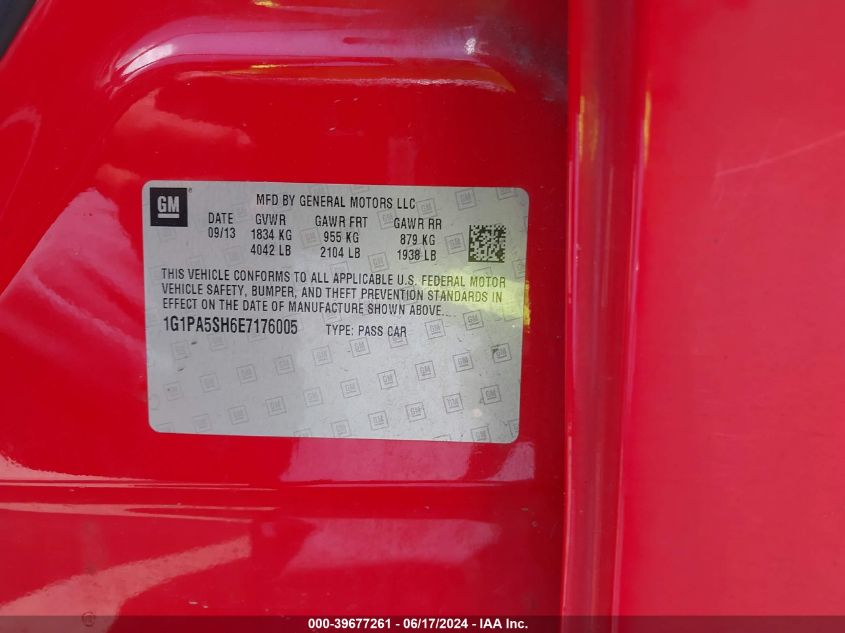 GM ®
MFD BY GENERAL MOTORS LLC
DATE GVWR GAWR FRT GAWR RR
09/13 1834 KG 955 KG 879 KG
4042 LB 2104 LB 1938 LB
THIS VEHICLE CONFORMS TO ALL APPLICABLE U.S. FEDERAL MOTOR
VEHICLE SAFETY, BUMPER, AND THEFT PREVENTION STANDARDS IN
EFFECT ON THE DATE OF MANUFACTURE SHOWN ABOVE....
1G1PA5SH6E7176005 TYPE: PASS CAR
000-39677261 - 06/17/2024 - IAA Inc.